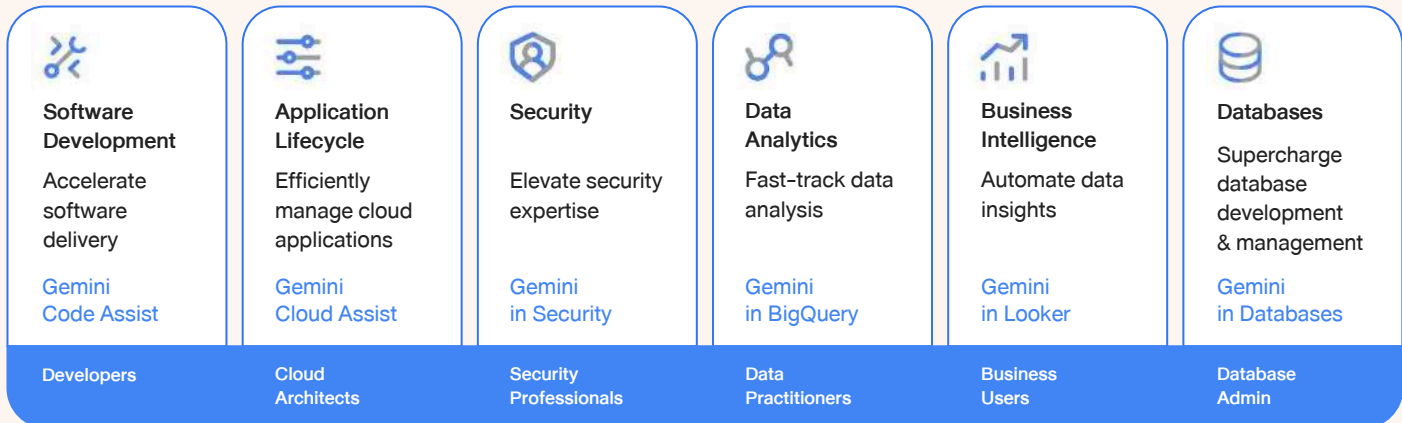 Software
Development
Accelerate
software
delivery
Gemini
Code Assist
Developers
Application
Lifecycle
Efficiently
manage cloud
applications
Gemini
Cloud Assist
Cloud
Architects
Security
Elevate security
expertise
Gemini
in Security
Security
Professionals
Data
Analytics
Fast-track data
analysis
Gemini
in BigQuery
Data
Practitioners
Business
Intelligence
Automate data
insights
Gemini
in Looker
Business
Users
Databases
Supercharge
database
development
& management
Gemini
in Databases
Database
Admin